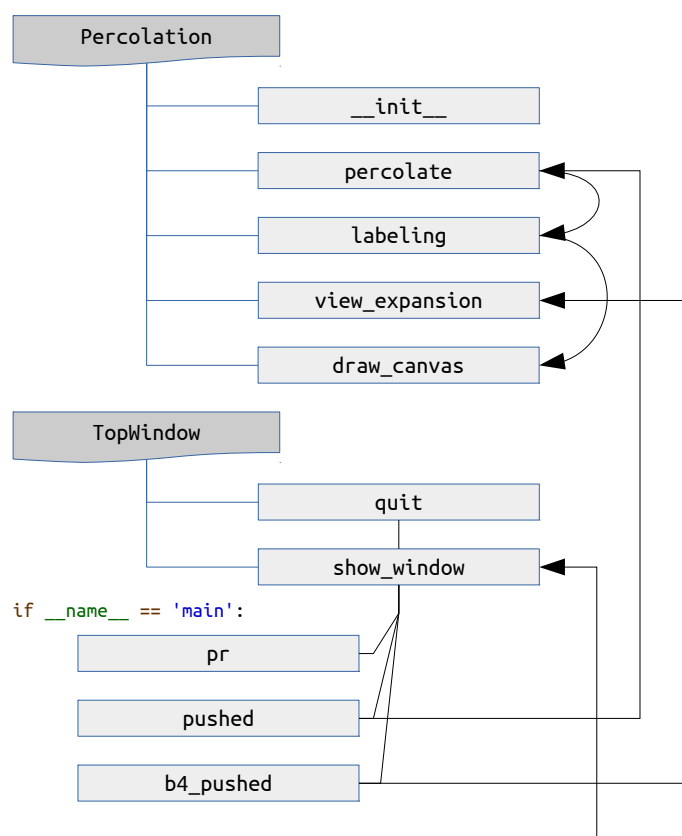 Percolation
__init__
percolate
labeling
view_expansion
draw_canvas
TopWindow
quit
show_window
if __name__ == 'main':
pr
pushed
b4_pushed